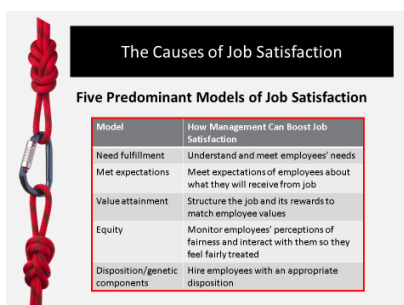 The Causes of Job Satisfaction
Five Predominant Models of Job Satisfaction
Model
How Management Can Boost Job
Satisfaction
Need fulfillment
Understand and meet employees' needs
Met expectations
Meet expectations of employees about
what they will receive from job
Value attainment
Structure the job and its rewards to
match employee values
Equity
Monitor employees' perceptions of
fairness and interact with them so they
feel fairly treated
Disposition/genetic
components
Hire employees with an appropriate
disposition